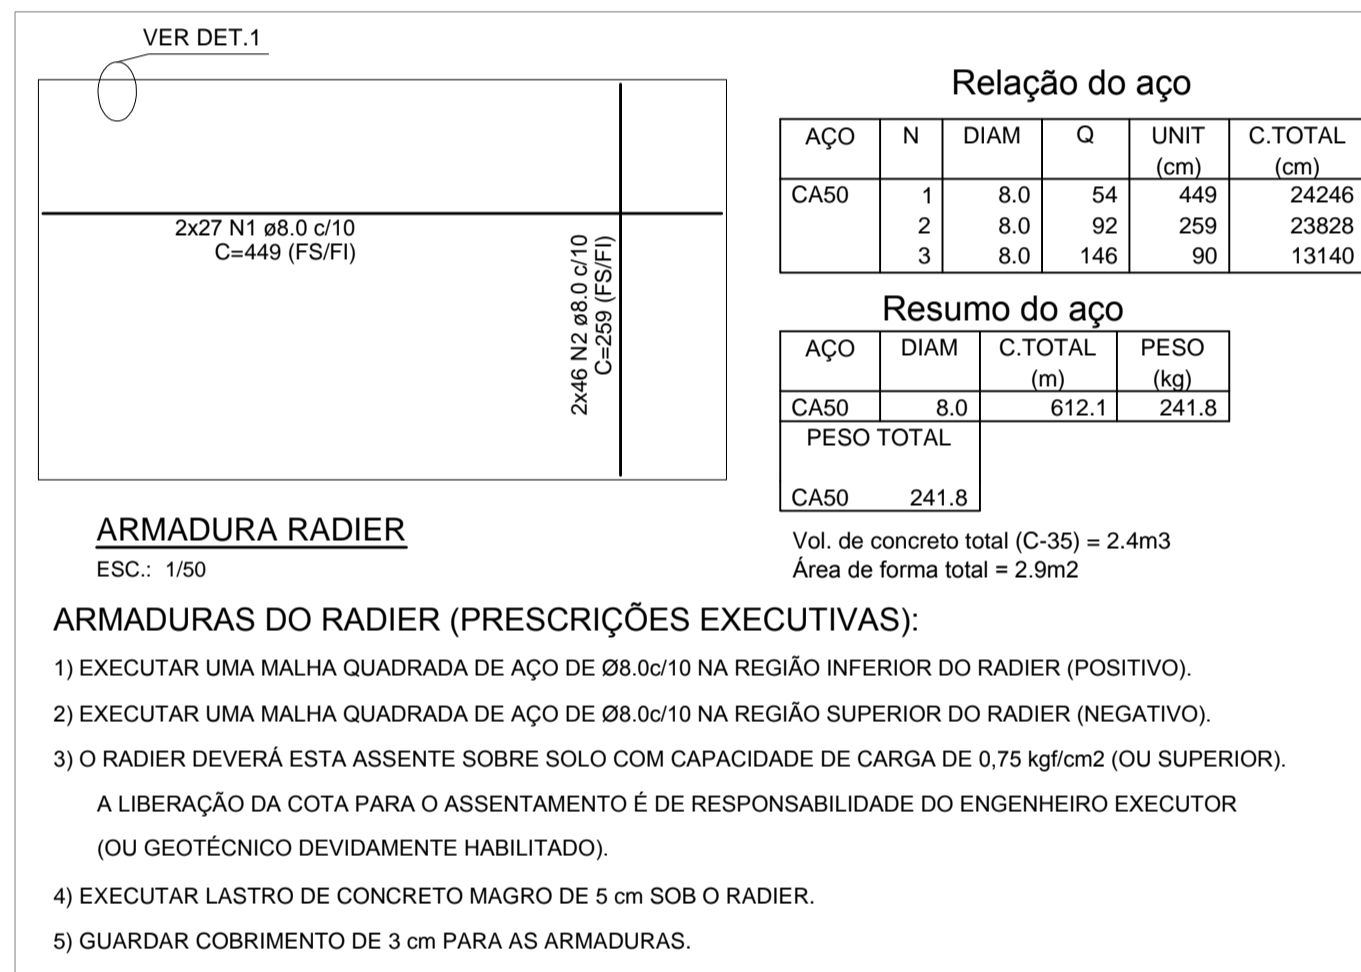 VER DET.1
2x27 N1 ø8.0 c/10
C=449 (FS/FI)
2x46 N2 ø8.0 c/10
C=259 (FS/FI)
ARMADURA RADIER
ESC.: 1/50
Relação do aço
AÇO N DIAM Q UNIT C.TOTAL
(cm) (cm)
CA50 1 8.0 54 449 24246
2 8.0 92 259 23828
3 8.0 146 90 13140
Resumo do aço
AÇO DIAM C.TOTAL PESO
(m) (kg)
CA50 8.0 612.1 241.8
PESO TOTAL
CA50 241.8
Vol. de concreto total (C-35) = 2.4m3
Área de forma total = 2.9m2
ARMADURAS DO RADIER (PRESCRIÇÕES EXECUTIVAS):
1) EXECUTAR UMA MALHA QUADRADA DE AÇO DE Ø8.0c/10 NA REGIÃO INFERIOR DO RADIER (POSITIVO).
2) EXECUTAR UMA MALHA QUADRADA DE AÇO DE Ø8.0c/10 NA REGIÃO SUPERIOR DO RADIER (NEGATIVO).
3) O RADIER DEVERÁ ESTA ASSENTE SOBRE SOLO COM CAPACIDADE DE CARGA DE 0,75 kgf/cm2 (OU SUPERIOR).
A LIBERAÇÃO DA COTA PARA O ASSENTAMENTO É DE RESPONSABILIDADE DO ENGENHEIRO EXECUTOR
(OU GEOTÉCNICO DEVIDAMENTE HABILITADO).
4) EXECUTAR LASTRO DE CONCRETO MAGRO DE 5 cm SOB O RADIER.
5) GUARDAR COBRIMENTO DE 3 cm PARA AS ARMADURAS.